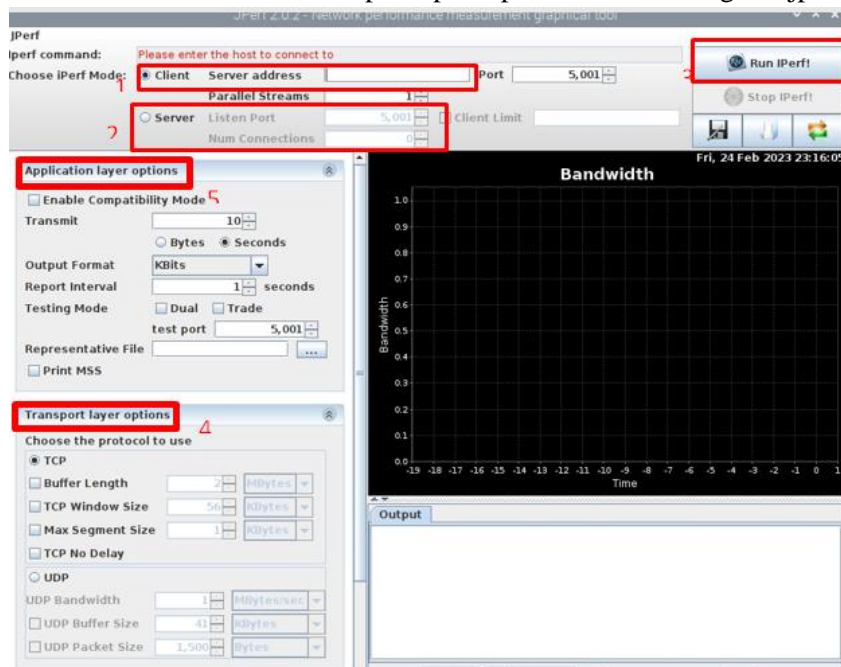 JPerf 2.0.2 - Network performance measurement graphical tool
JPerf
Iperf command: Please enter the host to connect to
Choose iPerf Mode: Client Server address Port 5,001
1
3
Run IPerf!
Parallel Streams 1
Stop IPerf!
Server Listen Port 5,001 Client Limit
2
Num Connections 0
Fri, 24 Feb 2023 23:16:05
Application layer options
Enable Compatibility Mode
5
Transmit 10
Bytes Seconds
Output Format KBits
Report Interval 1 seconds
Testing Mode Dual Trade
test port 5,001
Representative File ...
Print MSS
Transport layer options
4
Choose the protocol to use
TCP
Buffer Length 2 MBytes
TCP Window Size 56 KBytes
Max Segment Size 1 KBytes
TCP No Delay
UDP
UDP Bandwidth 1 MBytes/sec
UDP Buffer Size 41 KBytes
UDP Packet Size 1,500 Bytes
Bandwidth
1.0
0.9
0.8
0.7
0.6
0.5
0.4
0.3
0.2
0.1
0.0
Bandwidth
-19 -18 -17 -16 -15 -14 -13 -12 -11 -10 -9 -8 -7 -6 -5 -4 -3 -2 -1 0 1
Time
Output